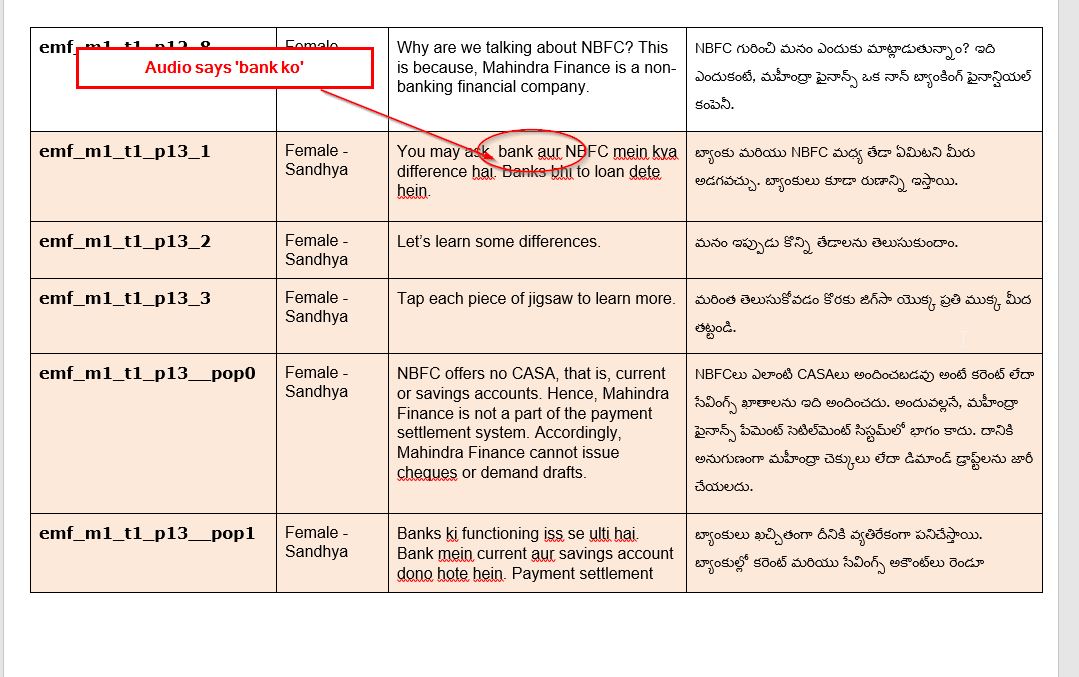 emf_m1_t1_p12_8
Female
Audio says 'bank ko'
Why are we talking about NBFC? This
is because, Mahindra Finance is a non-
banking financial company.
NBFC గురించి మనం ఎందుకు మాట్లాడుతున్నాం? ఇది
ఎందుకంటే, మహీంద్రా ఫైనాన్స్ ఒక నాన్ బ్యాంకింగ్ ఫైనాన్షియల్
కంపెనీ.
emf_m1_t1_p13_1
Female -
Sandhya
You may ask, bank aur NBFC mein kya
difference hai. Banks bhi to loan dete
hein.
బ్యాంకు మరియు NBFC మధ్య తేడా ఏమిటని మీరు
అడగవచ్చు. బ్యాంకులు కూడా రుణాన్ని ఇస్తాయి.
emf_m1_t1_p13_2
Female -
Sandhya
Let’s learn some differences.
మనం ఇప్పుడు కొన్ని తేడాలను తెలుసుకుందాం.
emf_m1_t1_p13_3
Female -
Sandhya
Tap each piece of jigsaw to learn more.
మరింత తెలుసుకోవడం కొరకు జిగ్‌సా యొక్క ప్రతి ముక్క మీద
తట్టండి.
emf_m1_t1_p13__pop0
Female -
Sandhya
NBFC offers no CASA, that is, current
or savings accounts. Hence, Mahindra
Finance is not a part of the payment
settlement system. Accordingly,
Mahindra Finance cannot issue
cheques or demand drafts.
NBFCలు ఎలాంటి CASAలు అందించబడవు అంటే కరెంట్ లేదా
సేవింగ్స్ ఖాతాలను ఇది అందించదు. అందువల్లనే, మహీంద్రా
ఫైనాన్స్ పేమెంట్ సెటిల్‌మెంట్ సిస్టమ్‌లో భాగం కాదు. దానికి
అనుగుణంగా మహీంద్రా చెక్కులు లేదా డిమాండ్ డ్రాఫ్ట్‌లను జారీ
చేయలదు.
emf_m1_t1_p13__pop1
Female -
Sandhya
Banks ki functioning iss se ulti hai.
Bank mein current aur savings account
dono hote hein. Payment settlement
బ్యాంకులు ఖచ్చితంగా దీనికి వ్యతిరేకంగా పనిచేస్తాయి.
బ్యాంకుల్లో కరెంట్ మరియు సేవింగ్స్ అకౌంట్‌లు రెండూ